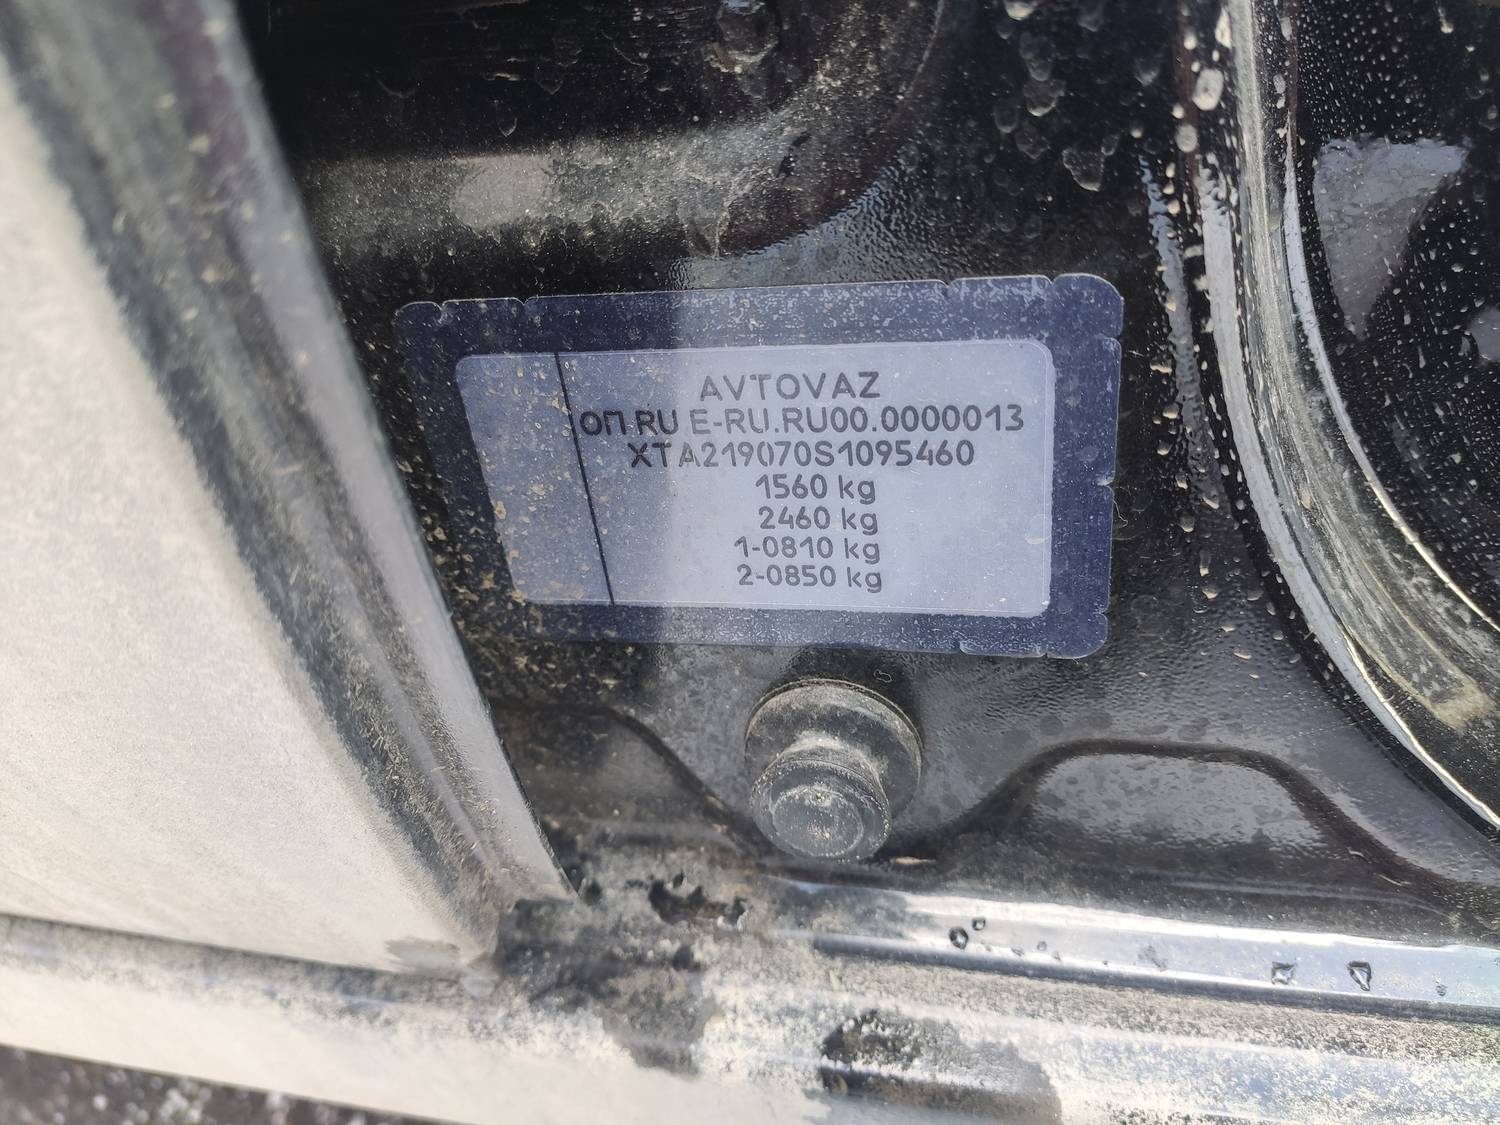 AVTOVAZ
ОП.RU E-RU.RU00.0000013
XTA219070S1095460
1560 kg
2460 kg
1-0810 kg
2-0850 kg